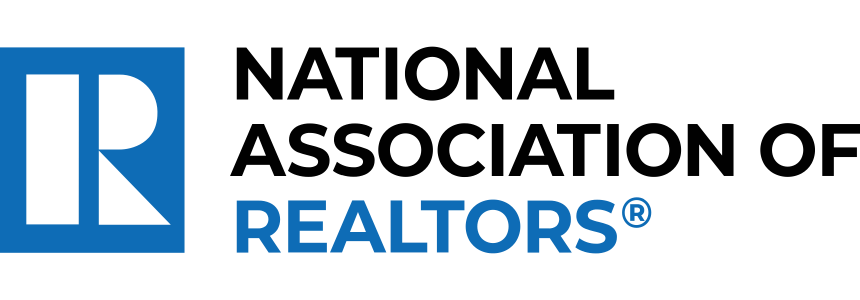 R
NATIONAL
ASSOCIATION OF
REALTORS®